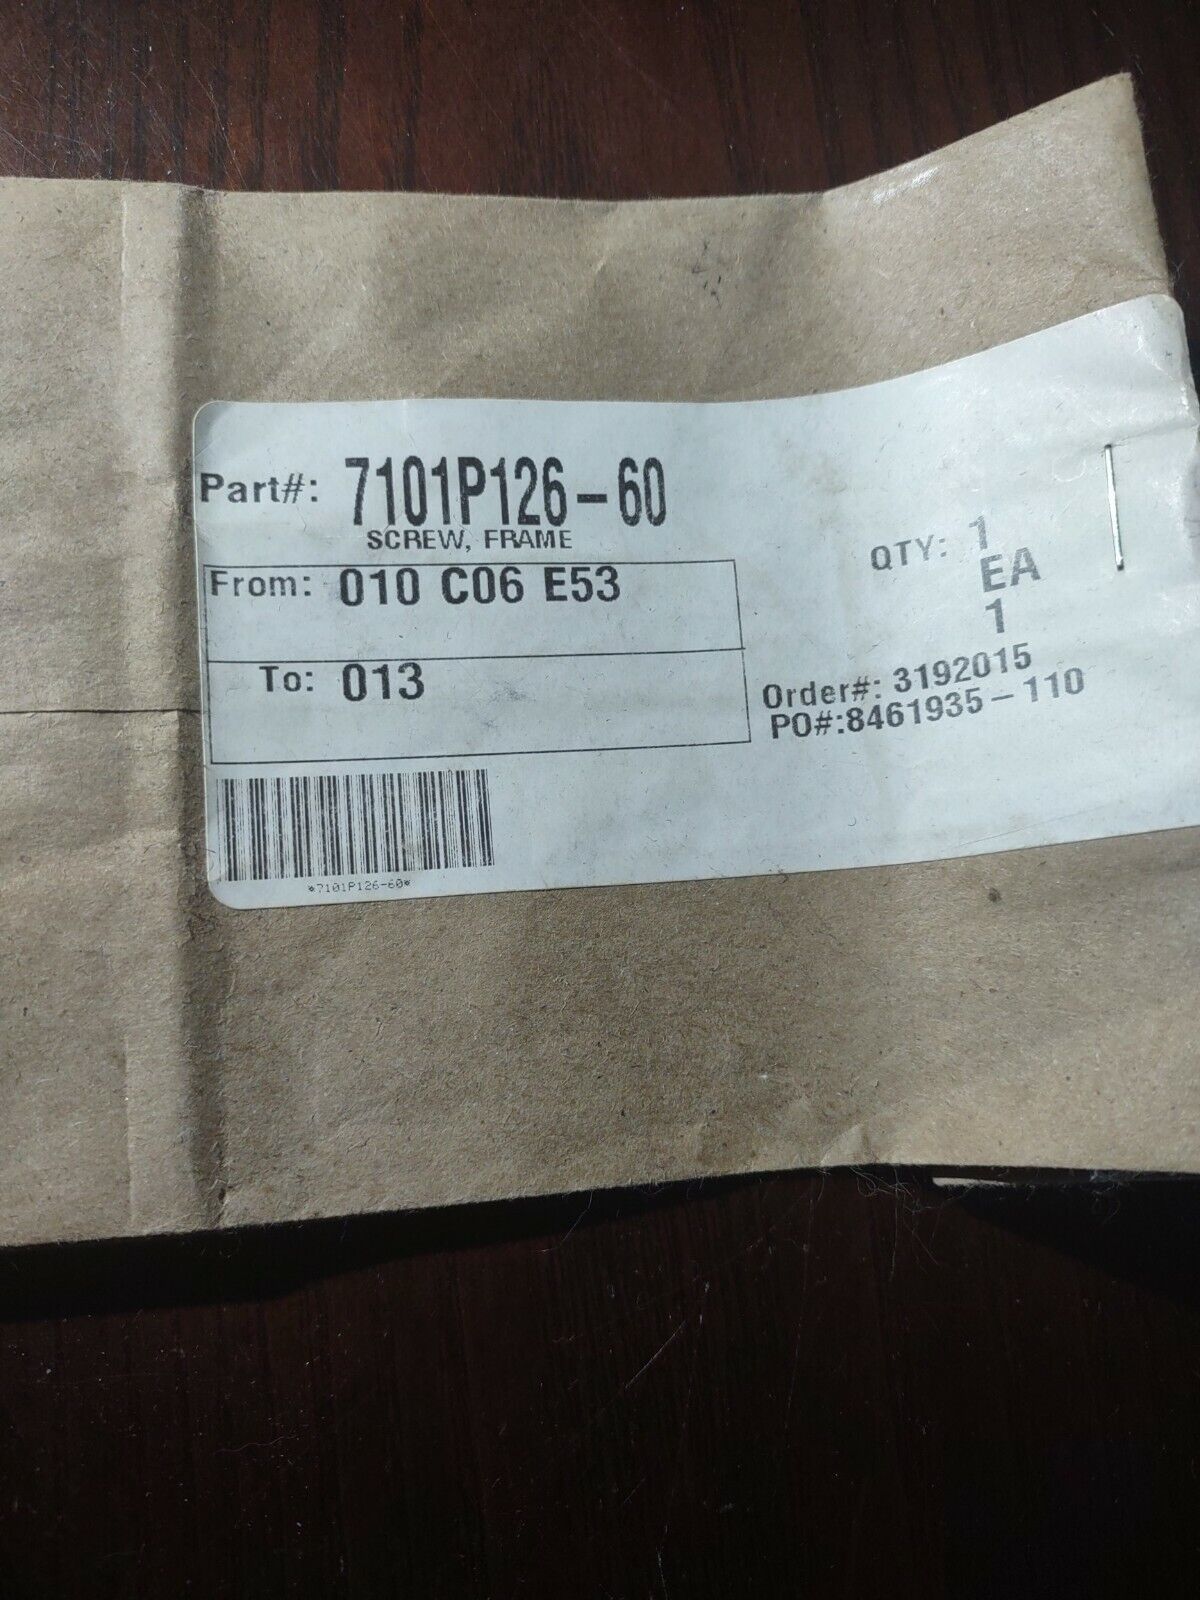 Part#: 7101P126-60
SCREW, FRAME
From: 010 C06 E53
To: 013
QTY: 1
EA
1
Order#: 3192015
PO#:8461935-110
*7101P126-60*